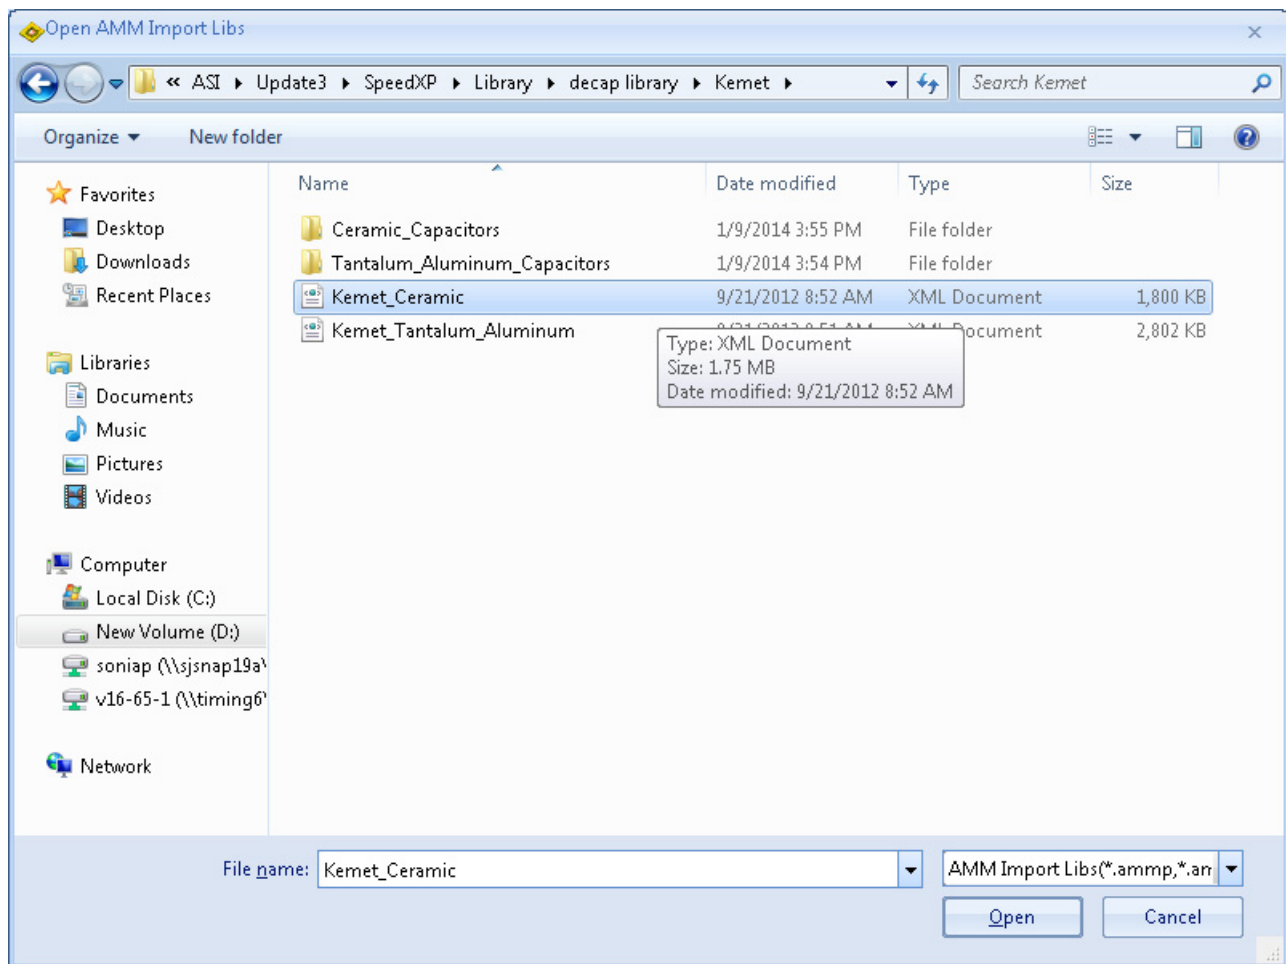 Open AMM Import Libs
« ASI ▸ Update3 ▸ SpeedXP ▸ Library ▸ decap library ▸ Kemet ▸ Search Kemet
Organize New folder
Name Date modified Type Size
Favorites
Desktop
Downloads
Recent Places
Libraries
Documents
Music
Pictures
Videos
Computer
Local Disk (C:)
New Volume (D:)
soniap (\\sjsnap19a\
v16-65-1 (\\timing6'
Network
Ceramic_Capacitors 1/9/2014 3:55 PM File folder
Tantalum_Aluminum_Capacitors 1/9/2014 3:54 PM File folder
Kemet_Ceramic 9/21/2012 8:52 AM XML Document 1,800 KB
Kemet_Tantalum_Aluminum Document 2,802 KB
Type: XML Document
Size: 1.75 MB
Date modified: 9/21/2012 8:52 AM
File name: Kemet_Ceramic AMM Import Libs(*.ammp,*.am
Open Cancel